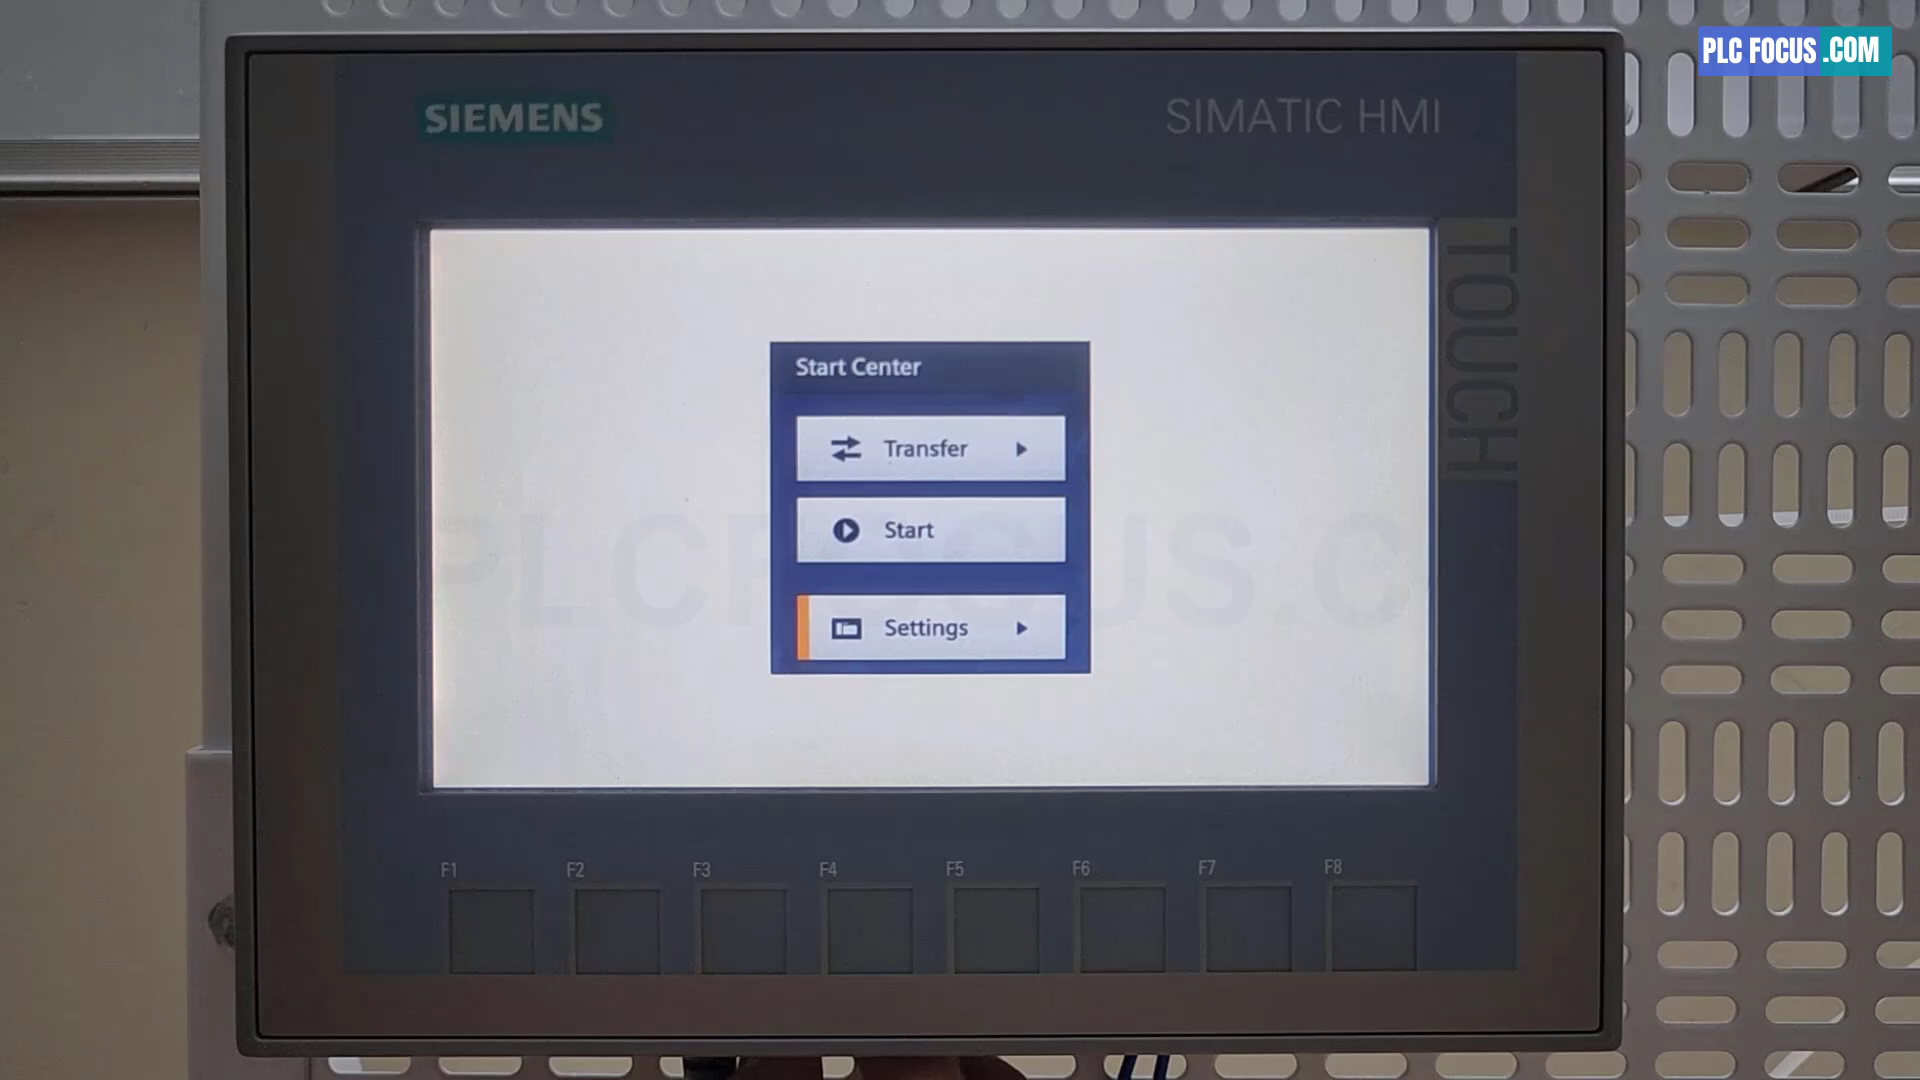 PLC FOCUS .COM
SIEMENS
SIMATIC HMI
TOUCH
Start Center
Transfer
Start
Settings
PLCFOCUS.C
F1 F2 F3 F4 F5 F6 F7 F8